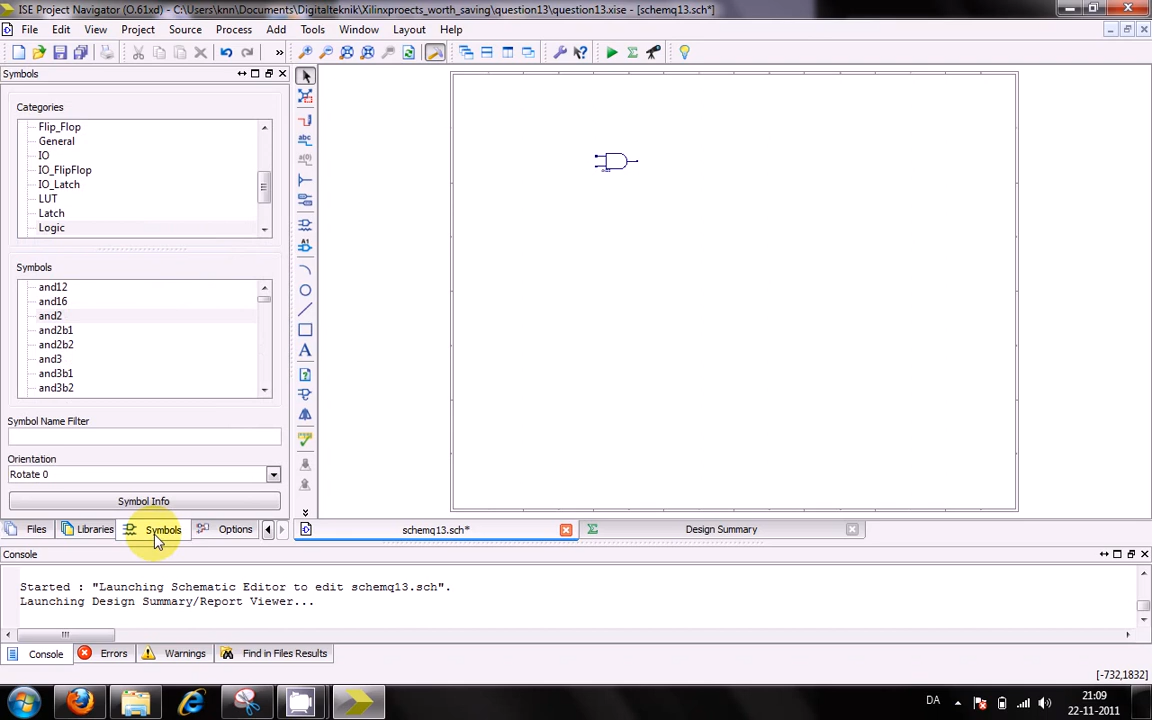 ISE Project Navigator (O.61xd) - C:\Users\knn\Documents\Digitalteknik\Xilinxproects_worth_saving\question13\question13.xise - [schemq13.sch*]
File Edit View Project Source Process Add Tools Window Layout Help
»
Symbols
Categories
Flip_Flop
General
IO
IO_FlipFlop
IO_Latch
LUT
Latch
Logic
Symbols
and12
and16
and2
and2b1
and2b2
and3
and3b1
and3b2
Symbol Name Filter
Orientation
Rotate 0
Symbol Info
abc
a(0)
A1
A
Files Libraries Symbols Options
schemq13.sch* Design Summary
Console
Started : "Launching Schematic Editor to edit schemq13.sch".
Launching Design Summary/Report Viewer...
Console Errors Warnings Find in Files Results
[-732,1832]
DA
21:09
22-11-2011